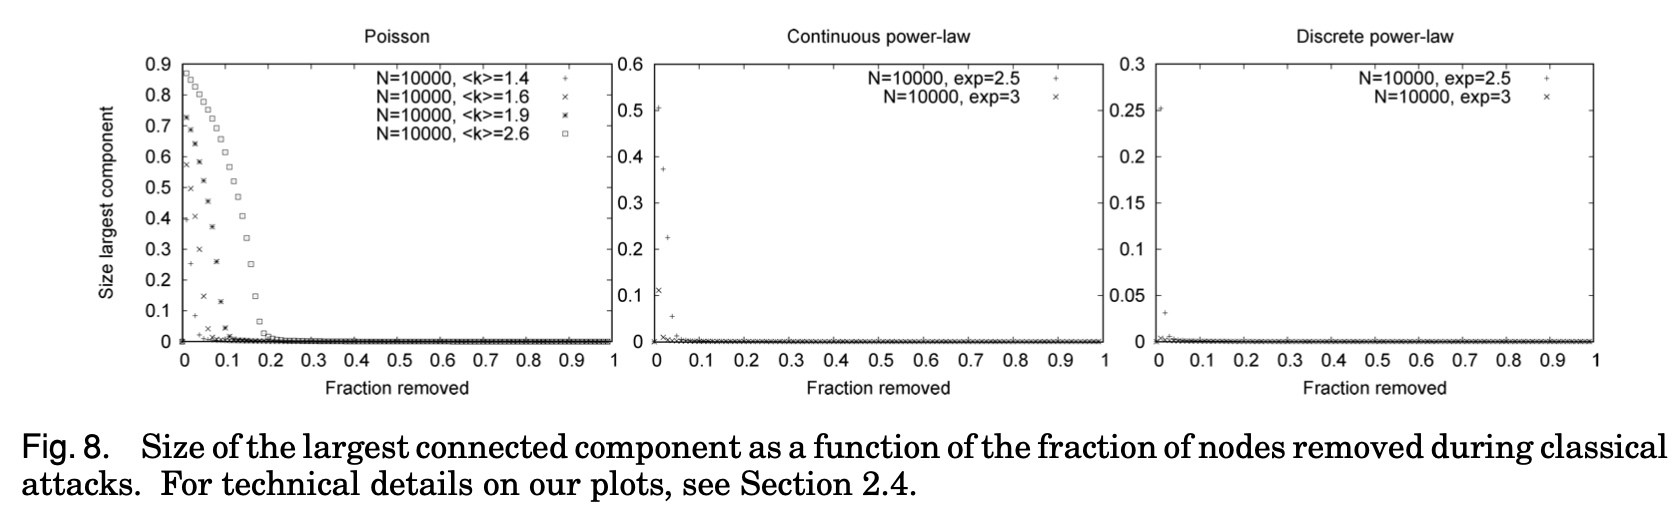 Poisson
Continuous power-law
Discrete power-law
Size largest component
0.9
0.8
0.7
0.6
0.5
0.4
0.3
0.2
0.1
0
N=10000, <k>=1.4
N=10000, <k>=1.6
N=10000, <k>=1.9
N=10000, <k>=2.6
0 0.1 0.2 0.3 0.4 0.5 0.6 0.7 0.8 0.9 1
Fraction removed
0.6
0.5
0.4
0.3
0.2
0.1
0
N=10000, exp=2.5
N=10000, exp=3
0 0.1 0.2 0.3 0.4 0.5 0.6 0.7 0.8 0.9 1
Fraction removed
0.3
0.25
0.2
0.15
0.1
0.05
0
N=10000, exp=2.5
N=10000, exp=3
0 0.1 0.2 0.3 0.4 0.5 0.6 0.7 0.8 0.9 1
Fraction removed
Fig. 8. Size of the largest connected component as a function of the fraction of nodes removed during classical
attacks. For technical details on our plots, see Section 2.4.